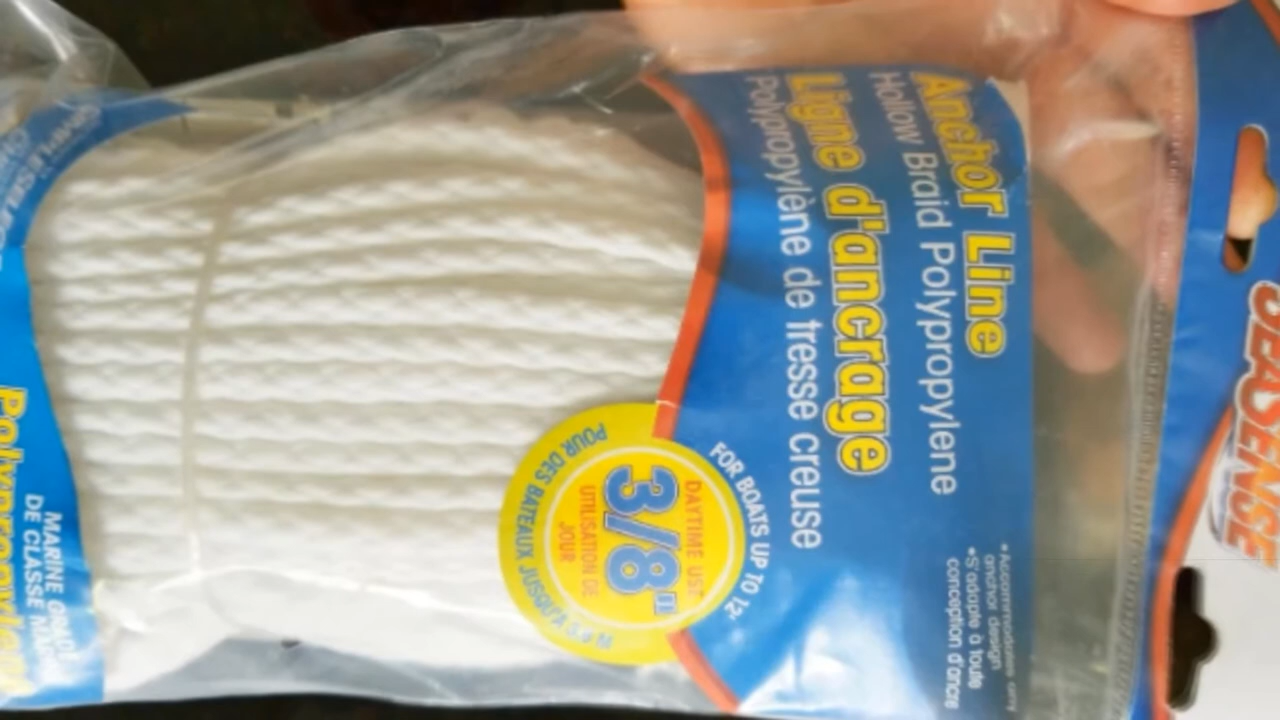 SEASENSE
Anchor Line
Hollow Braid Polypropylene
Ligne d'ancrage
Polypropylène de tresse creuse
•Accommodates any
anchor design
•S'adapte à toute
conception d'ancre
FOR BOATS UP TO 12'
DAYTIME USE
3/8"
UTILISATION DE
JOUR
POUR DES BATEAUX JUSQU'À
MARINE GRADE
DE CLASSE MARINE